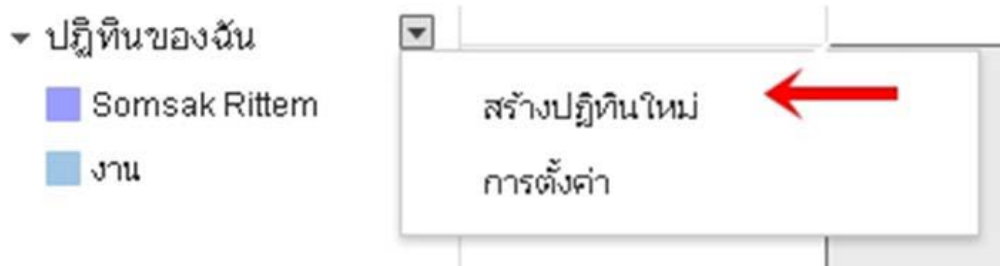 ปฏิทินของฉัน
Somsak Rittem
งาน
สร้างปฏิทินใหม่
การตั้งค่า